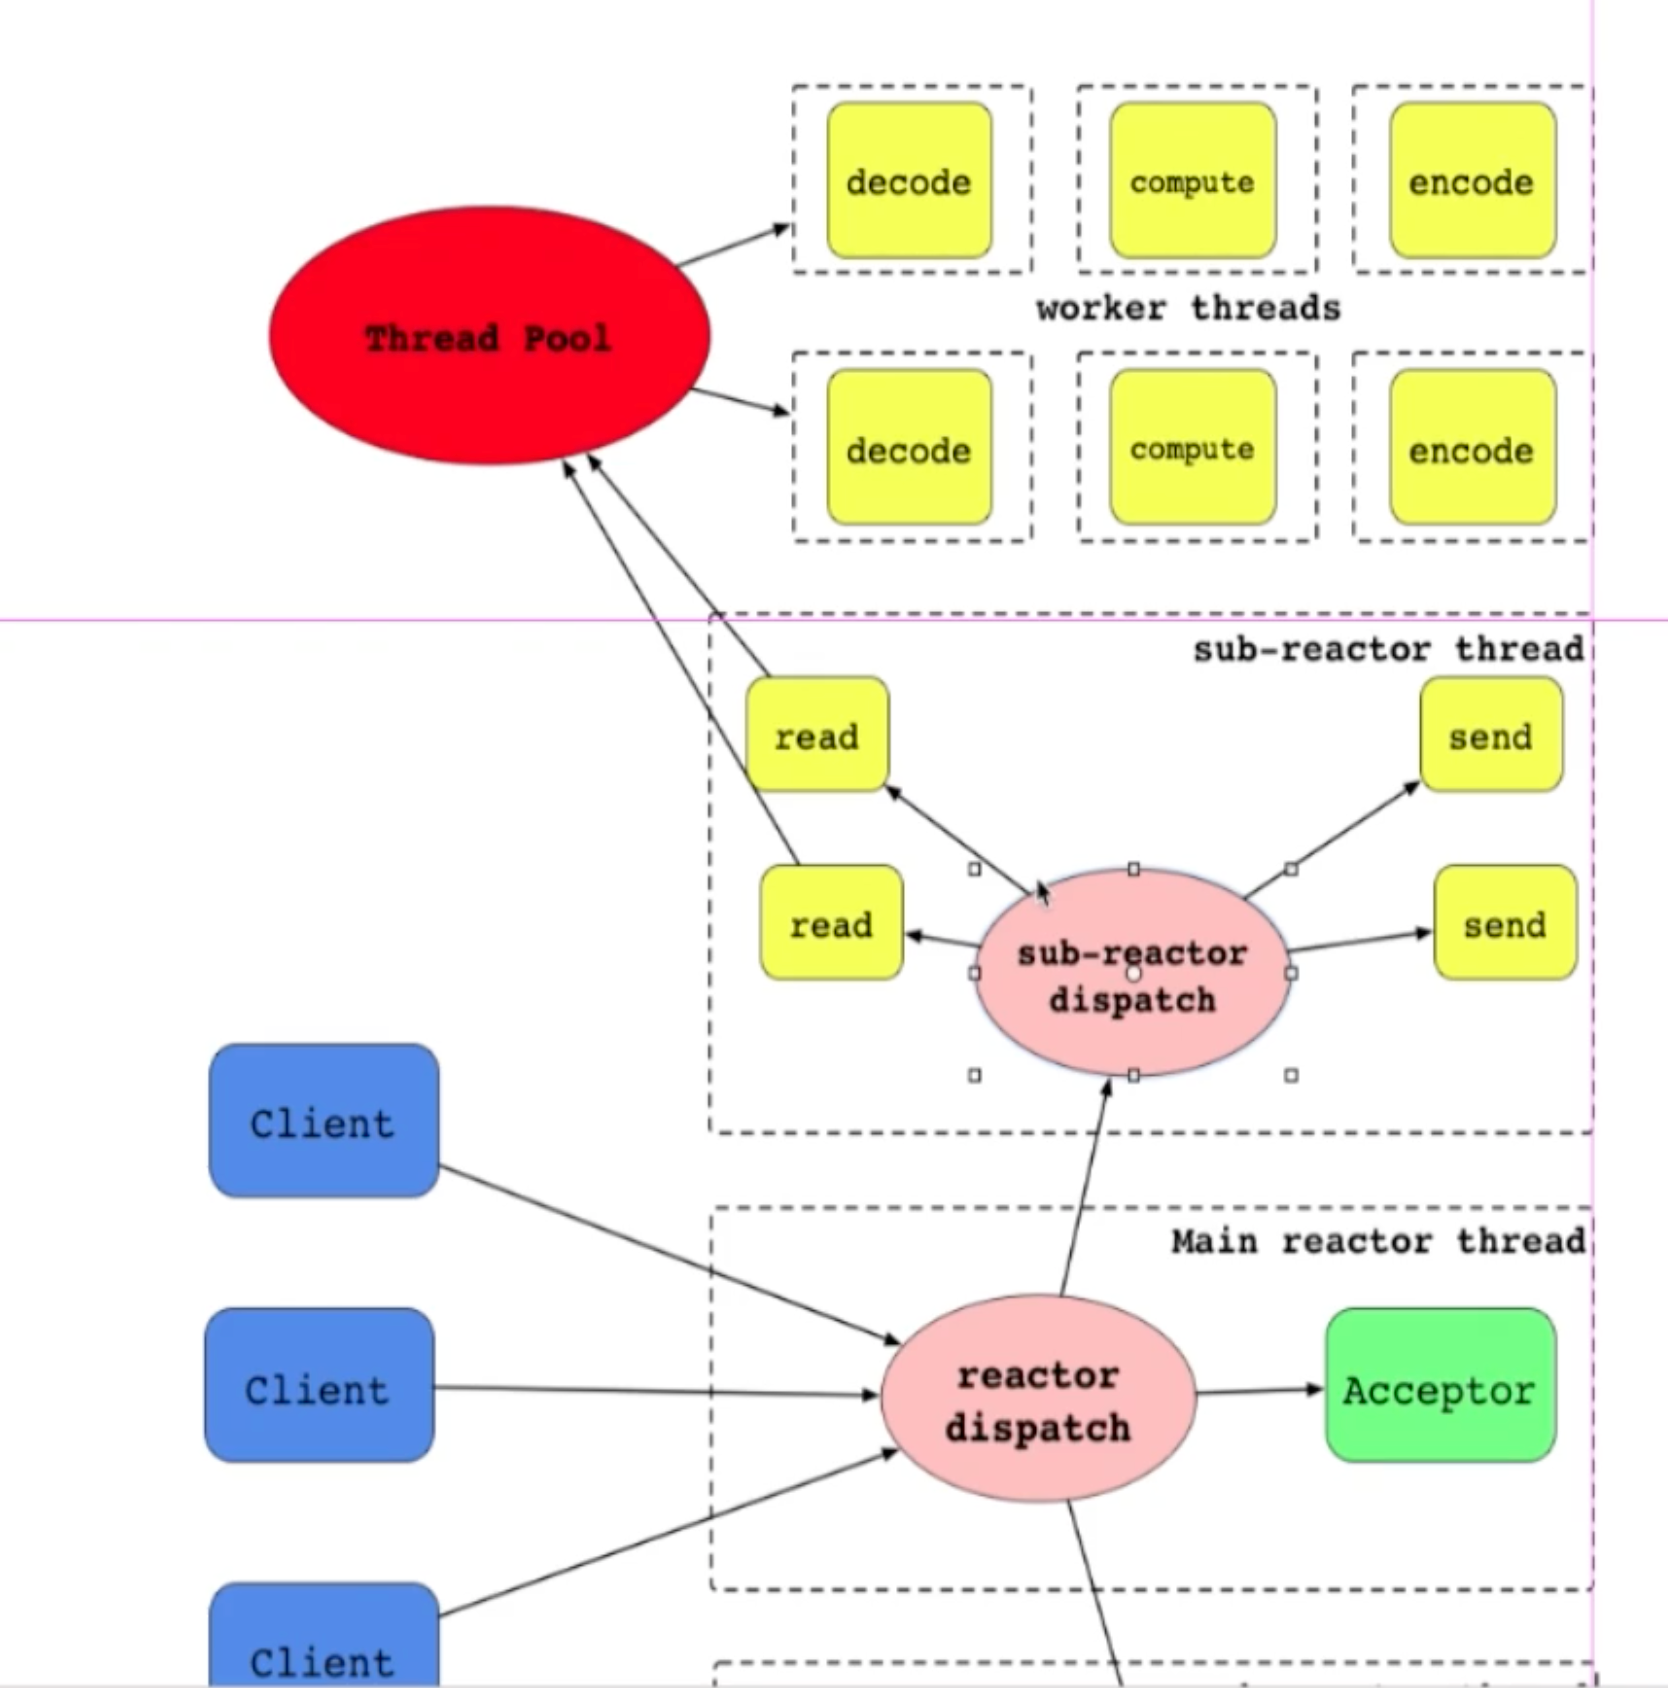 decode
compute
encode
worker threads
Thread Pool
decode
compute
encode
sub-reactor thread
read
send
read
send
sub-reactor
dispatch
Client
Main reactor thread
Client
reactor
dispatch
Acceptor
Client